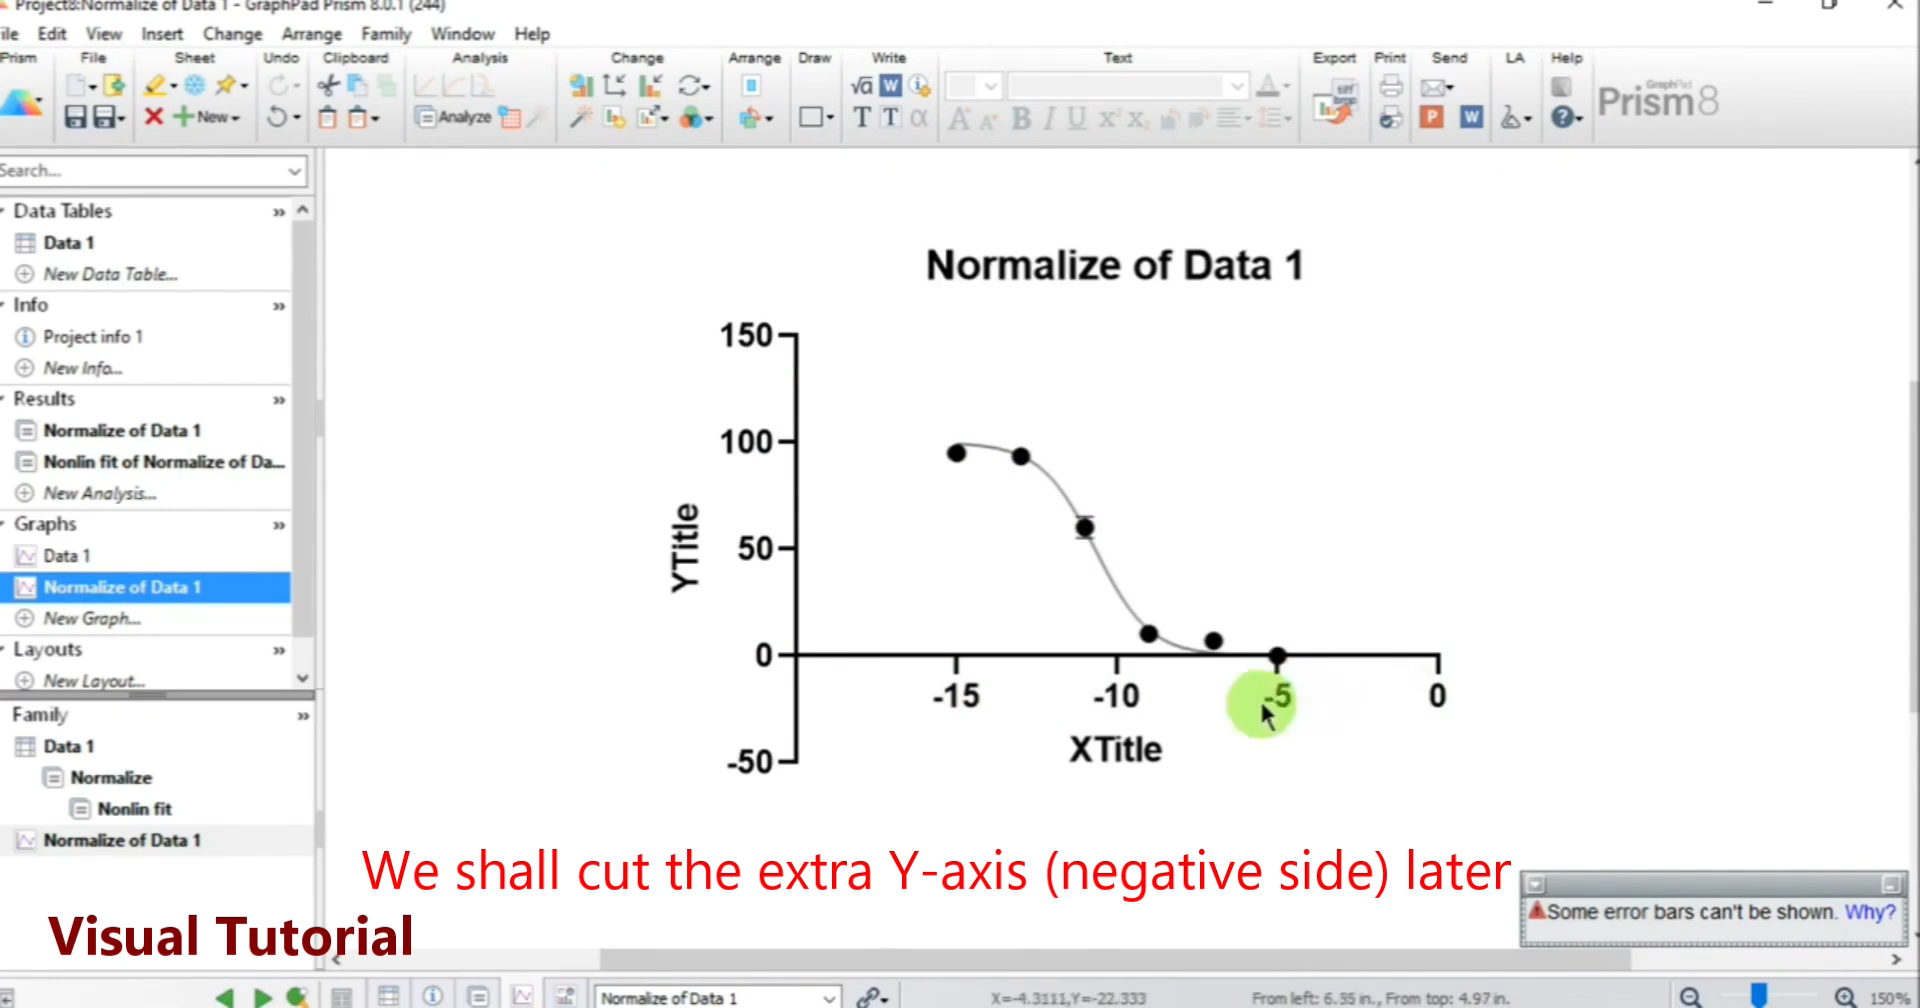 Project8:Normalize of Data 1 - GraphPad Prism 8.0.1 (244)
ile Edit View Insert Change Arrange Family Window Help
Prism File Sheet Undo Clipboard Analysis Change Arrange Draw Write Text Export Print Send LA Help
New Analyze GraphPad Prism 8
Search...
Data Tables
Data 1
New Data Table...
Info
Project info 1
New Info...
Results
Normalize of Data 1
Nonlin fit of Normalize of Da...
New Analysis...
Graphs
Data 1
Normalize of Data 1
New Graph...
Layouts
New Layout...
Family
Data 1
Normalize
Nonlin fit
Normalize of Data 1
Normalize of Data 1
150
100
50
0
-50
YTitle
-15 -10 -5 0
XTitle
We shall cut the extra Y-axis (negative side) later
Some error bars can't be shown. Why?
Visual Tutorial
Normalize of Data 1 X=-4.3111,Y=-22.333 From left: 6.35 in., From top: 4.97 in. 150%